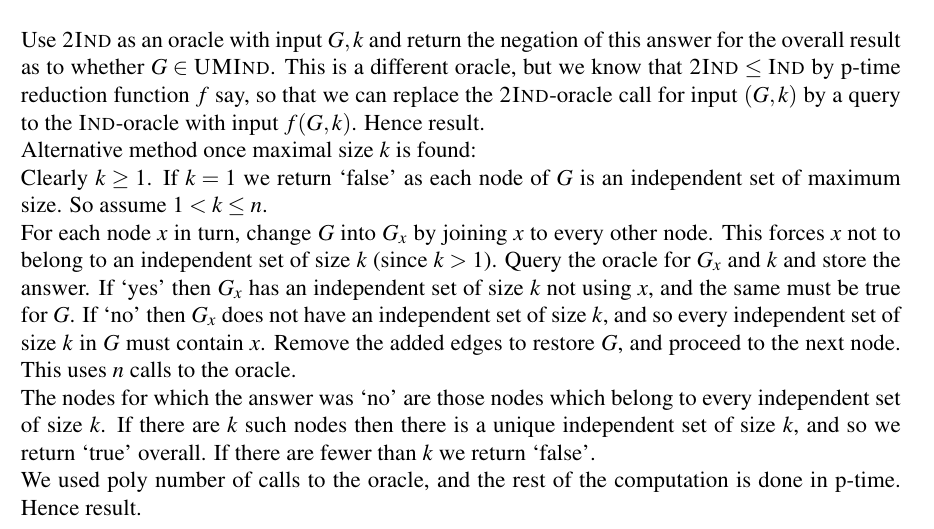 Use 2IND as an oracle with input G,k and return the negation of this answer for the overall result
as to whether G ∈ UMIND. This is a different oracle, but we know that 2IND ≤ IND by p-time
reduction function f say, so that we can replace the 2IND-oracle call for input (G,k) by a query
to the IND-oracle with input f(G,k). Hence result.
Alternative method once maximal size k is found:
Clearly k ≥ 1. If k = 1 we return ‘false’ as each node of G is an independent set of maximum
size. So assume 1 < k ≤ n.
For each node x in turn, change G into Gₓ by joining x to every other node. This forces x not to
belong to an independent set of size k (since k > 1). Query the oracle for Gₓ and k and store the
answer. If ‘yes’ then Gₓ has an independent set of size k not using x, and the same must be true
for G. If ‘no’ then Gₓ does not have an independent set of size k, and so every independent set of
size k in G must contain x. Remove the added edges to restore G, and proceed to the next node.
This uses n calls to the oracle.
The nodes for which the answer was ‘no’ are those nodes which belong to every independent set
of size k. If there are k such nodes then there is a unique independent set of size k, and so we
return ‘true’ overall. If there are fewer than k we return ‘false’.
We used poly number of calls to the oracle, and the rest of the computation is done in p-time.
Hence result.